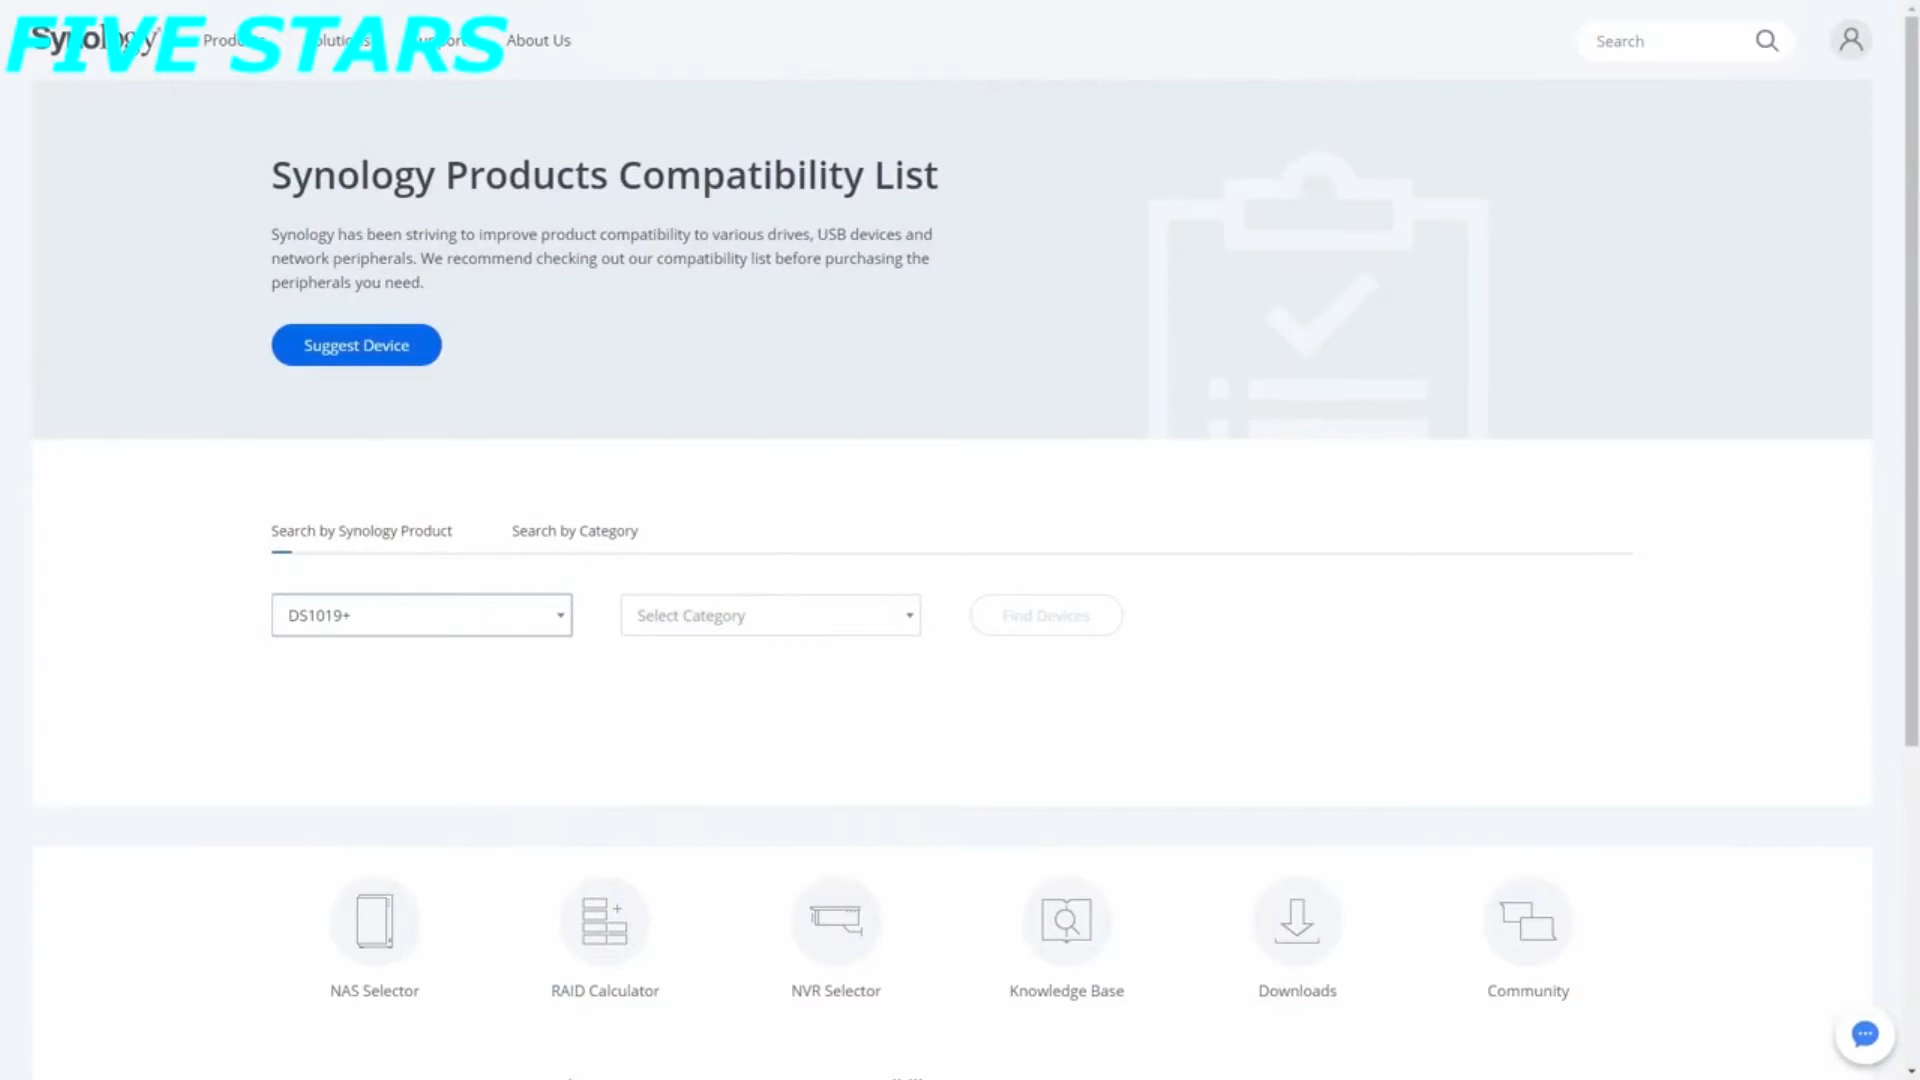 FIVE STARS
Synology
About Us
Search
Synology Products Compatibility List
Synology has been striving to improve product compatibility to various drives, USB devices and
network peripherals. We recommend checking out our compatibility list before purchasing the
peripherals you need.
Suggest Device
Search by Synology Product Search by Category
DS1019+ Select Category Find Devices
NAS Selector RAID Calculator NVR Selector Knowledge Base Downloads Community